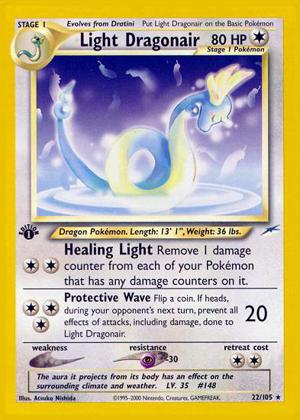 STAGE 1
Evolves from Dratini
Put Light Dragonair on the Basic Pokémon
Light Dragonair 80 HP
Stage 1 Pokémon
Dragon Pokémon. Length: 13' 1", Weight: 36 lbs.
EDITION
1
Healing Light Remove 1 damage
counter from each of your Pokémon
that has any damage counters on it.
Protective Wave Flip a coin. If heads,
during your opponent's next turn, prevent all
effects of attacks, including damage, done to
Light Dragonair.
20
weakness
resistance
retreat cost
30
The aura it projects from its body has an effect on the
surrounding climate and weather. LV. 35 #148
Illus. Atsuko Nishida
©1995-2000 Nintendo, Creatures, GAMEFREAK.
22/105 ★